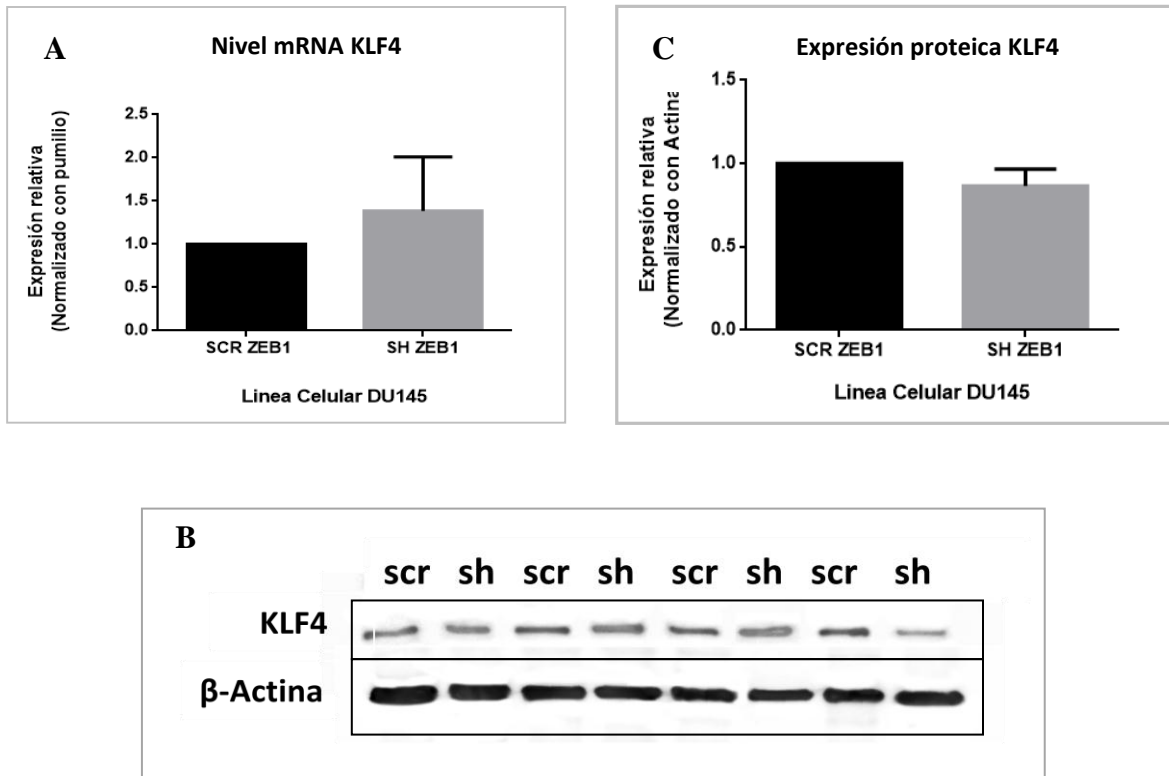 A
Nivel mRNA KLF4
Expresión relativa
(Normalizado con pumilio)
2.5
2.0
1.5
1.0
0.5
0.0
SCR ZEB1 SH ZEB1
Linea Celular DU145
C
Expresión proteica KLF4
Expresión relativa
(Normalizado con Actina
1.5
1.0
0.5
0.0
SCR ZEB1 SH ZEB1
Linea Celular DU145
B
scr sh scr sh scr sh scr sh
KLF4
β-Actina